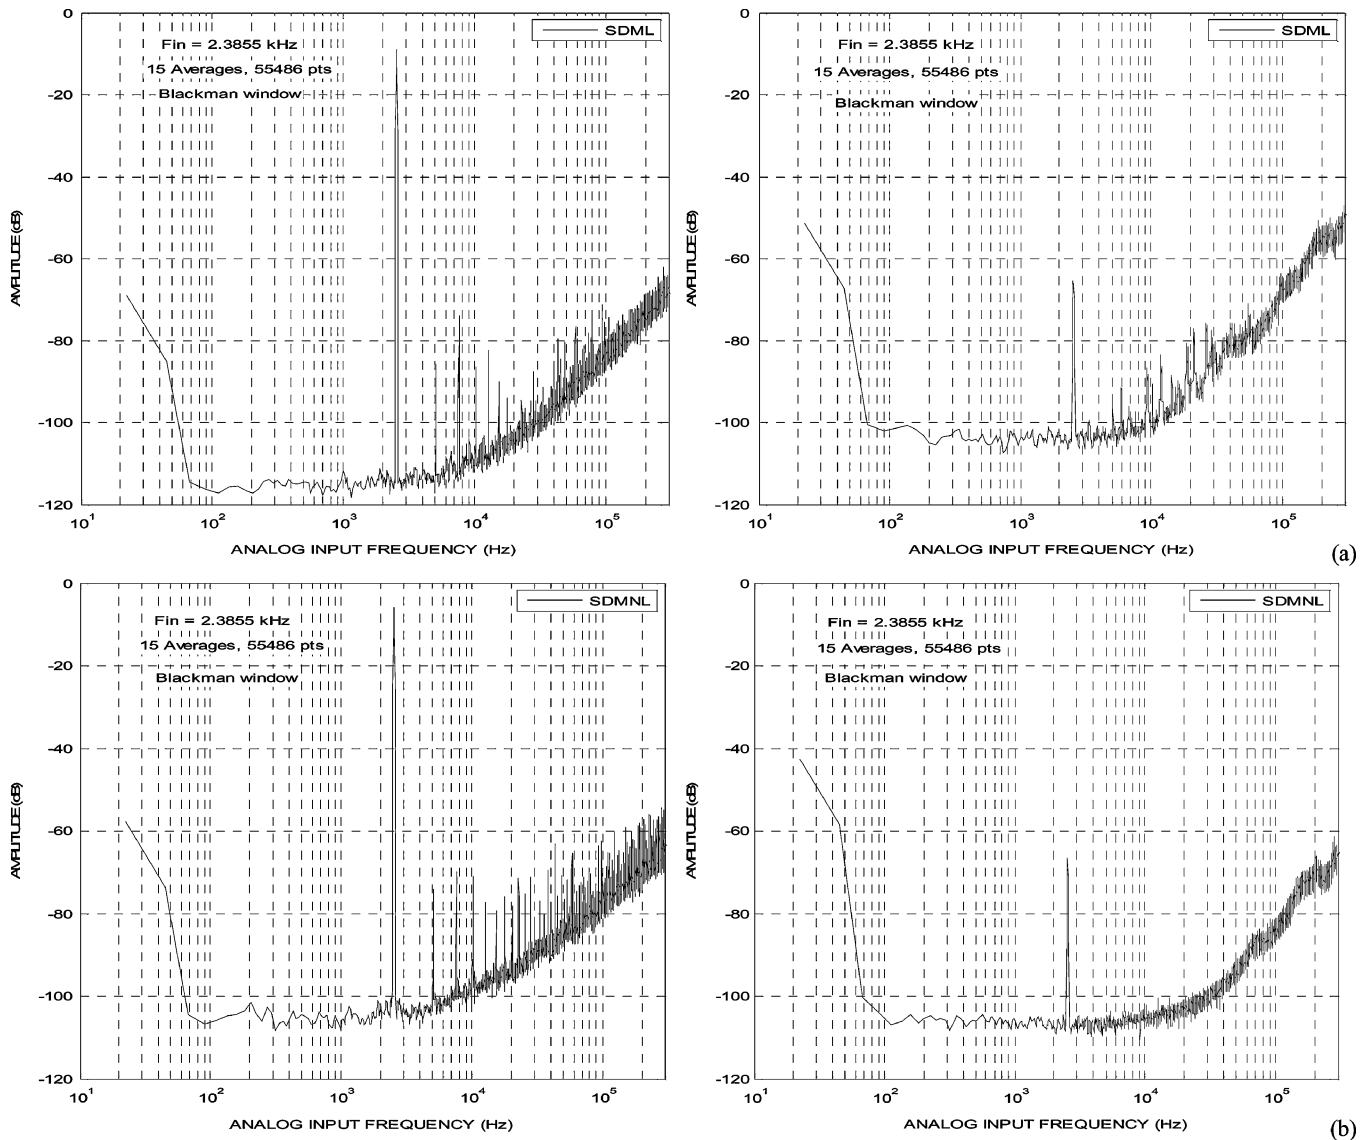 0
-20
-40
-60
-80
-100
-120
AMPLITUDE (dB)
Fin = 2.3855 kHz
15 Averages, 55486 pts
Blackman window
SDML
10^1
10^2
10^3
10^4
10^5
ANALOG INPUT FREQUENCY (Hz)
0
-20
-40
-60
-80
-100
-120
AMPLITUDE (dB)
Fin = 2.3855 kHz
15 Averages, 55486 pts
Blackman window
SDML
10^1
10^2
10^3
10^4
10^5
ANALOG INPUT FREQUENCY (Hz)
(a)
0
-20
-40
-60
-80
-100
-120
AMPLITUDE (dB)
Fin = 2.3855 kHz
15 Averages, 55486 pts
Blackman window
SDMNL
10^1
10^2
10^3
10^4
10^5
ANALOG INPUT FREQUENCY (Hz)
0
-20
-40
-60
-80
-100
-120
AMPLITUDE (dB)
Fin = 2.3855 kHz
15 Averages, 55486 pts
Blackman window
SDMNL
10^1
10^2
10^3
10^4
10^5
ANALOG INPUT FREQUENCY (Hz)
(b)